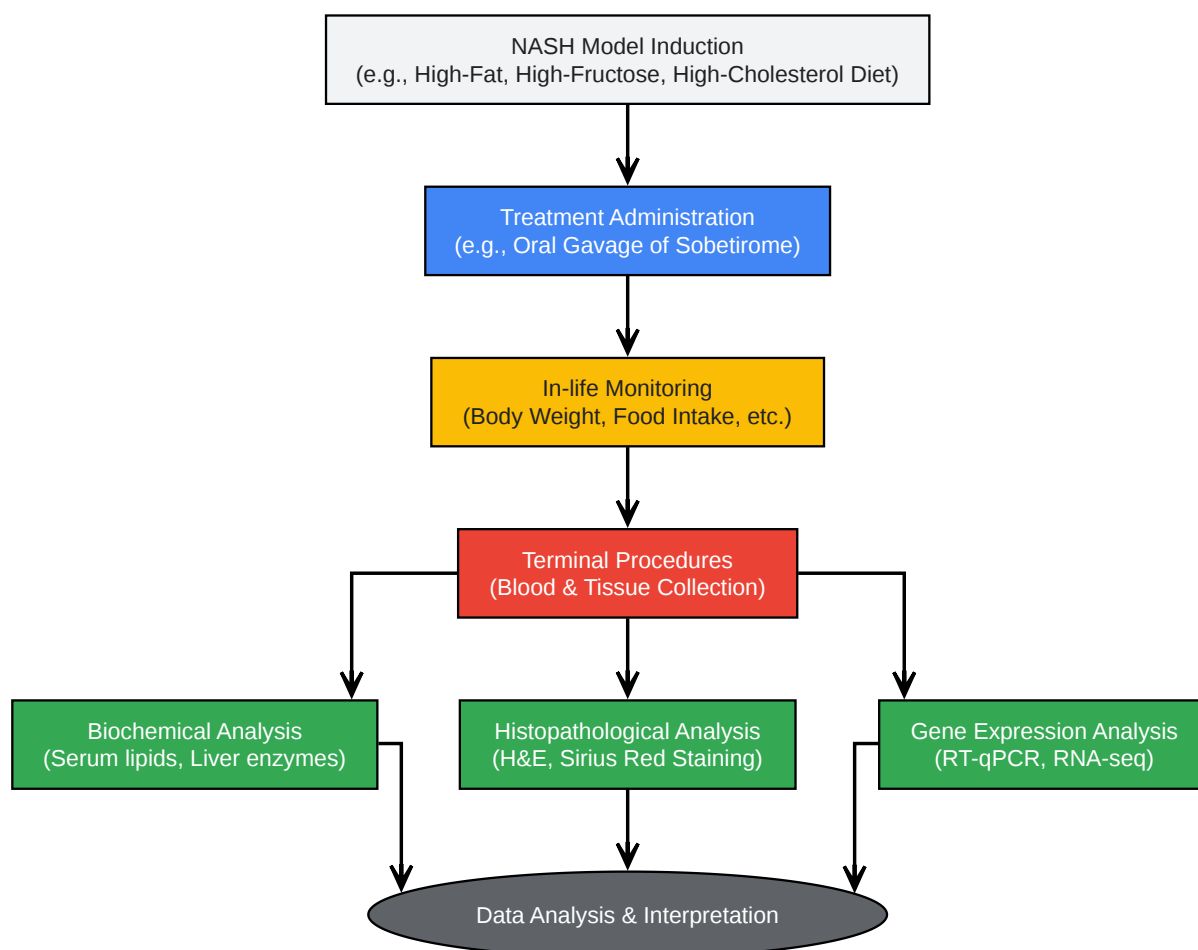 NASH Model Induction
(e.g., High-Fat, High-Fructose, High-Cholesterol Diet)
Treatment Administration
(e.g., Oral Gavage of Sobetirome)
In-life Monitoring
(Body Weight, Food Intake, etc.)
Terminal Procedures
(Blood & Tissue Collection)
Biochemical Analysis
(Serum lipids, Liver enzymes)
Histopathological Analysis
(H&E, Sirius Red Staining)
Gene Expression Analysis
(RT-qPCR, RNA-seq)
Data Analysis & Interpretation